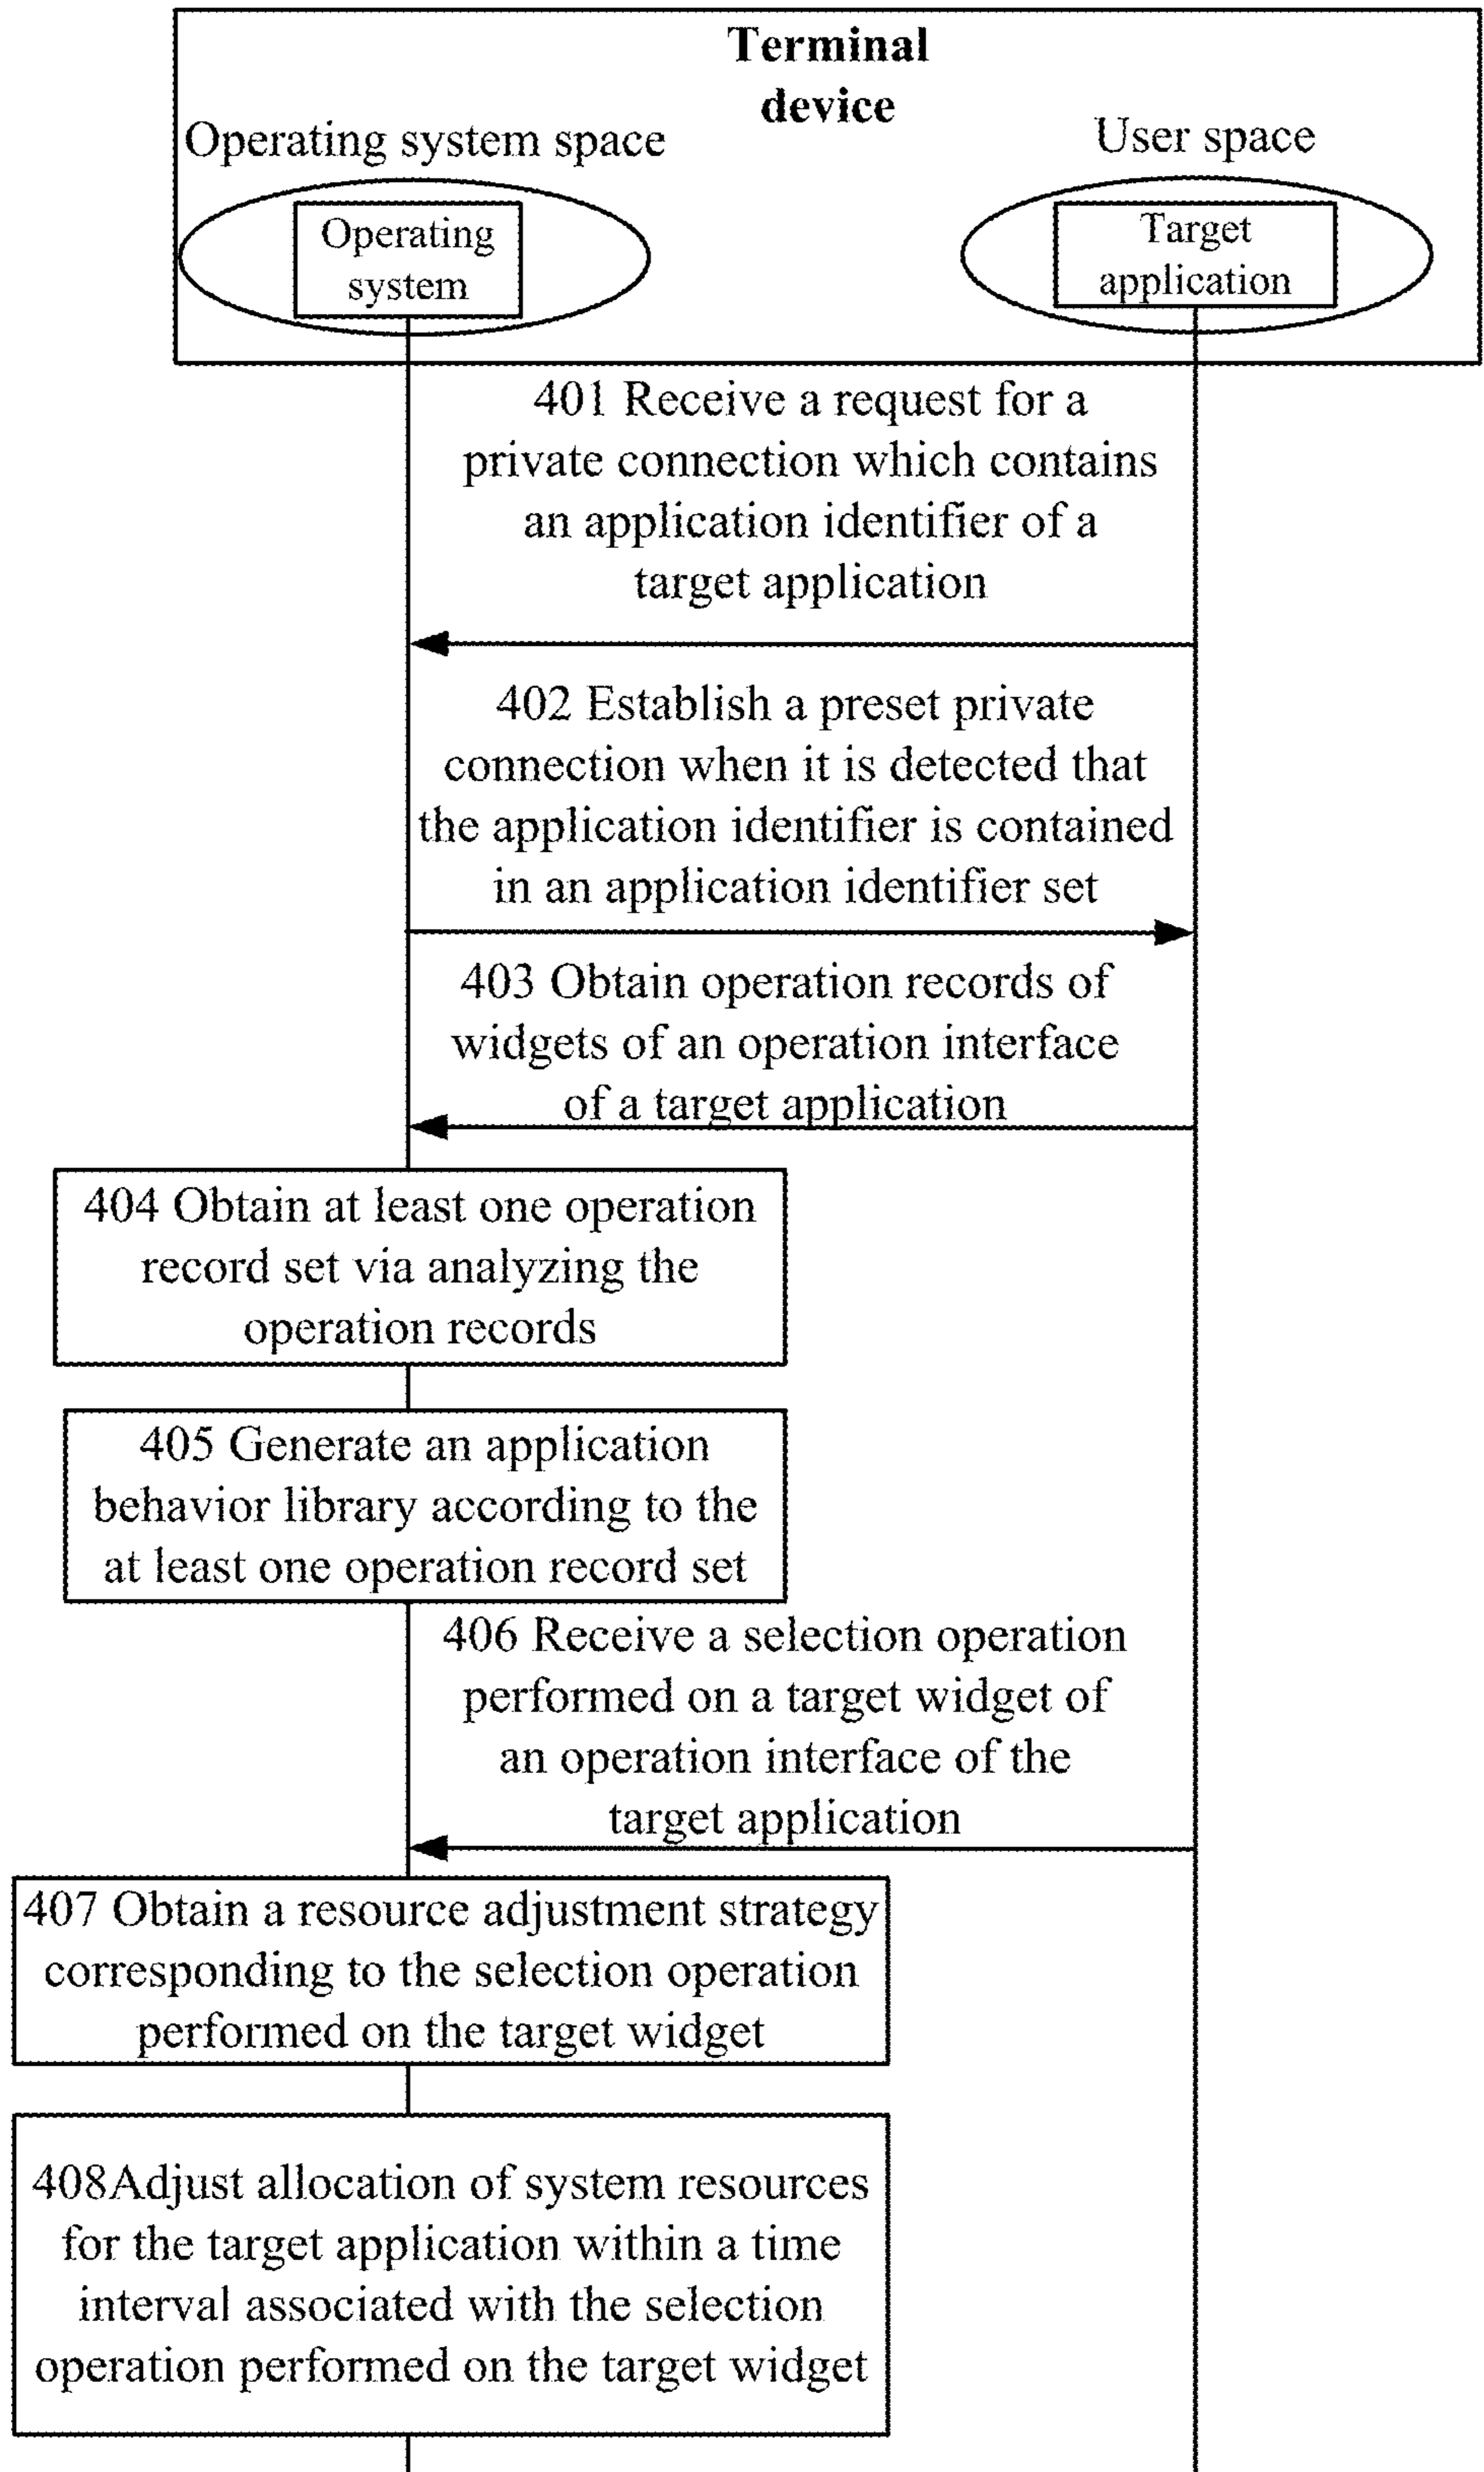 Terminal
device
Operating system space
User space
Operating
system
Target
application
401 Receive a request for a
private connection which contains
an application identifier of a
target application
402 Establish a preset private
connection when it is detected that
the application identifier is contained
in an application identifier set
403 Obtain operation records of
widgets of an operation interface
of a target application
404 Obtain at least one operation
record set via analyzing the
operation records
405 Generate an application
behavior library according to the
at least one operation record set
406 Receive a selection operation
performed on a target widget of
an operation interface of the
target application
407 Obtain a resource adjustment strategy
corresponding to the selection operation
performed on the target widget
408Adjust allocation of system resources
for the target application within a time
interval associated with the selection
operation performed on the target widget